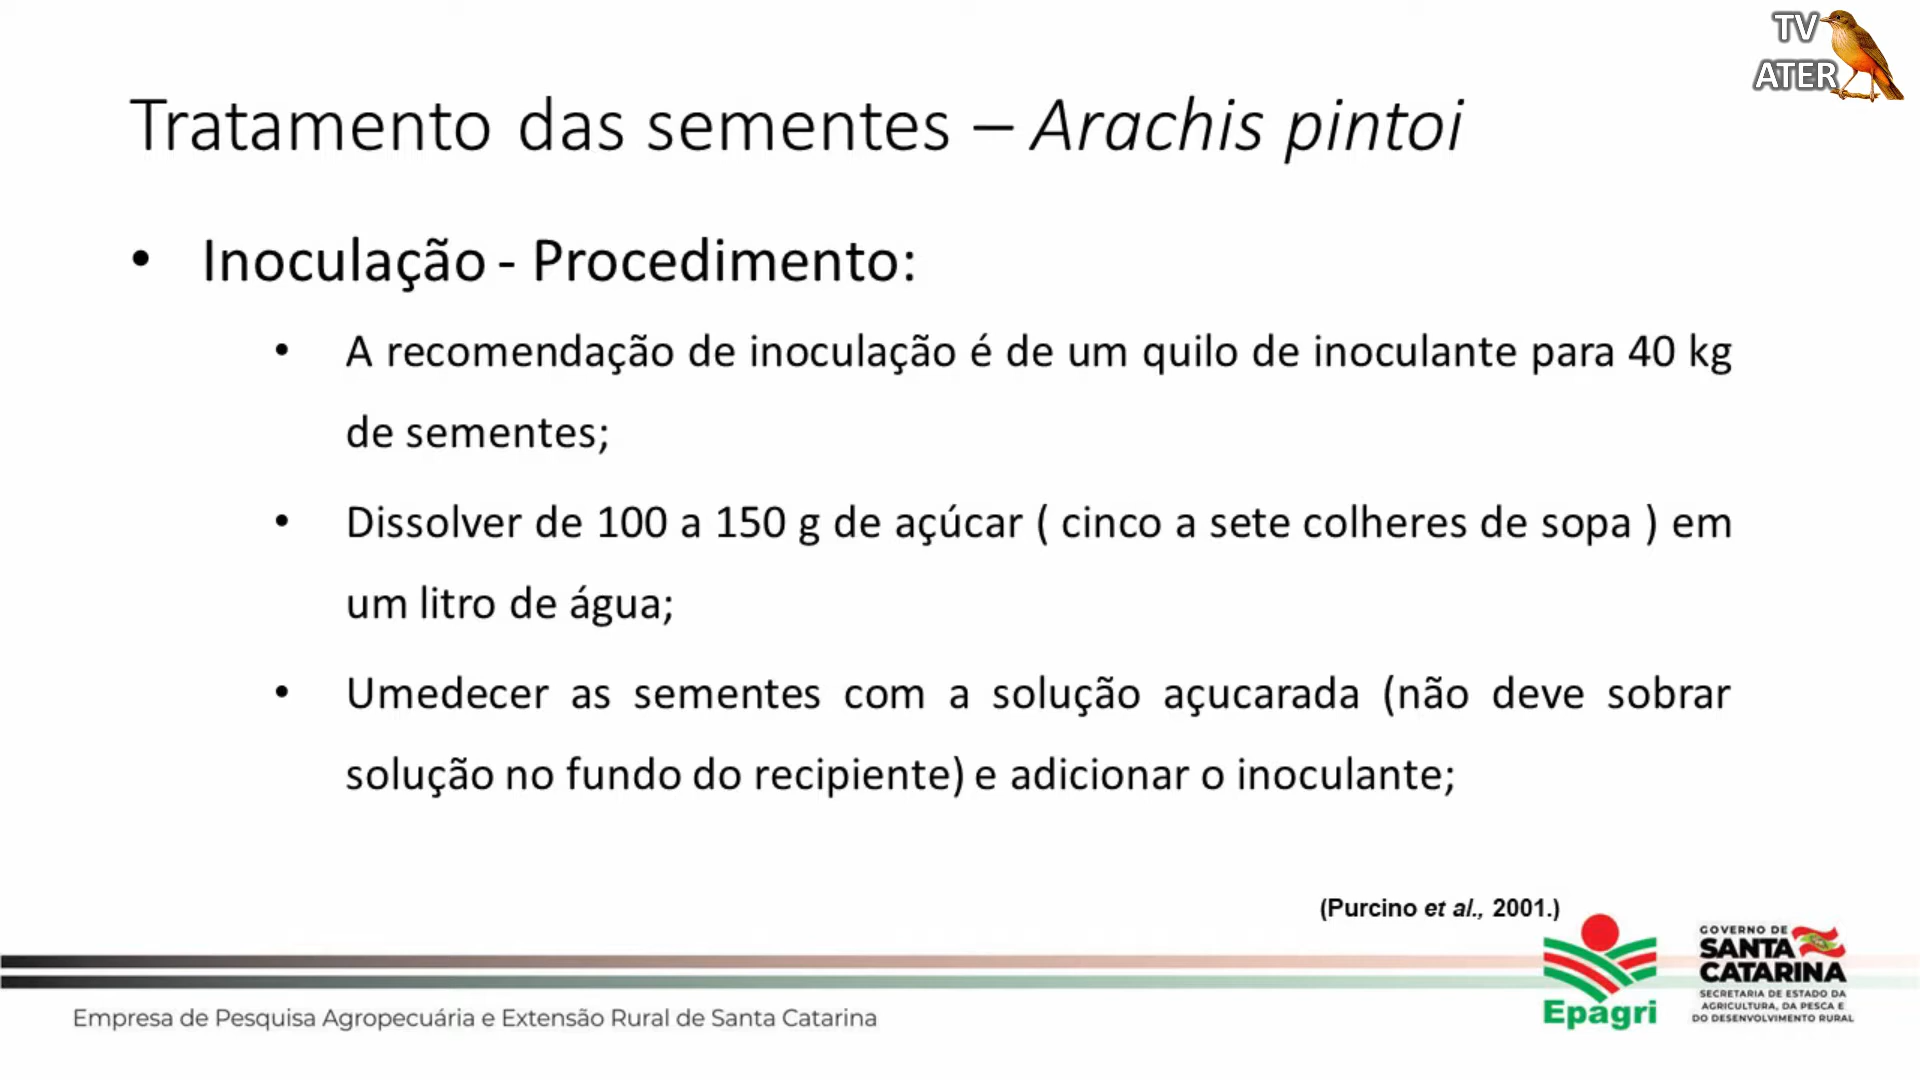 TV
ATER
Tratamento das sementes – Arachis pintoi
• Inoculação - Procedimento:
• A recomendação de inoculação é de um quilo de inoculante para 40 kg
de sementes;
• Dissolver de 100 a 150 g de açúcar ( cinco a sete colheres de sopa ) em
um litro de água;
• Umedecer as sementes com a solução açucarada (não deve sobrar
solução no fundo do recipiente) e adicionar o inoculante;
(Purcino et al., 2001.)
Epagri
GOVERNO DE
SANTA
CATARINA
SECRETARIA DE ESTADO DA
AGRICULTURA, DA PESCA E
DO DESENVOLVIMENTO RURAL
Empresa de Pesquisa Agropecuária e Extensão Rural de Santa Catarina